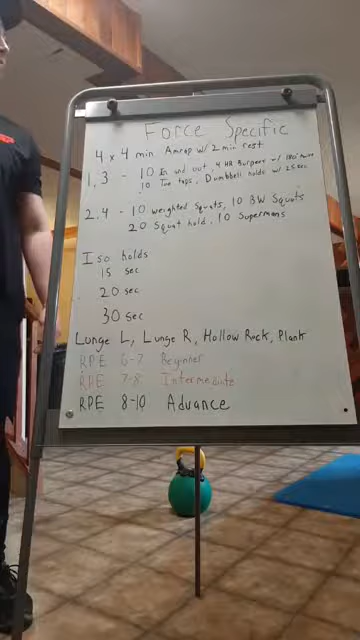 Force Specific
4 x 4 min. Amrap w/ 2 min rest
1, 3 - 10 In and out, 4 HR Burpees w/ 180° turn
10 Toe taps, Dumbbell holds w/ 25 sec
2, 4 - 10 weighted Squats, 10 BW Squats
20 Squat hold, 10 Supermans
Iso holds
15 sec
20 sec
30 sec
Lunge L, Lunge R, Hollow Rock, Plank
RPE 6-7 Beginner
RPE 7-8 Intermediate
RPE 8-10 Advance